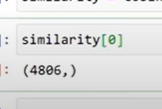 ]: similarity[0]
]: (4806,)